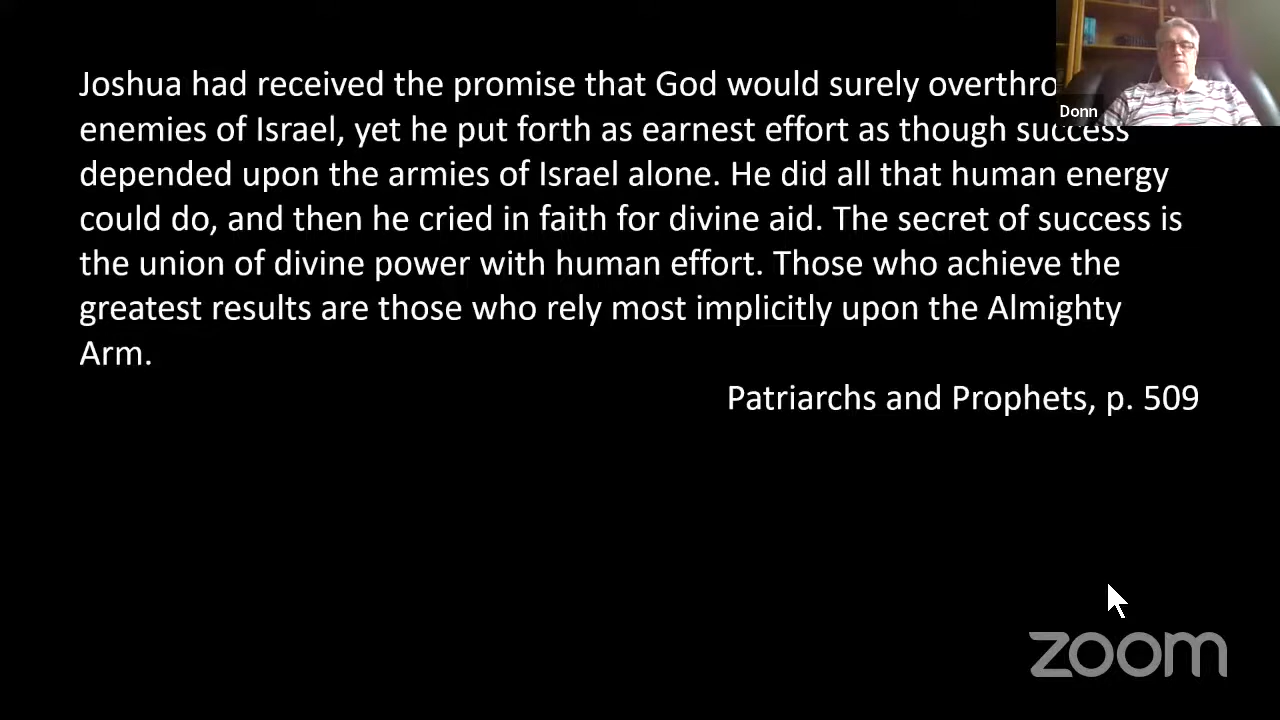 Joshua had received the promise that God would surely
enemies of Israel, yet he put forth as earnest effort as though success
depended upon the armies of Israel alone. He did all that human energy
could do, and then he cried in faith for divine aid. The secret of success is
the union of divine power with human effort. Those who achieve the
greatest results are those who rely most implicitly upon the Almighty
Arm.
Patriarchs and Prophets, p. 509
Donn
zoom